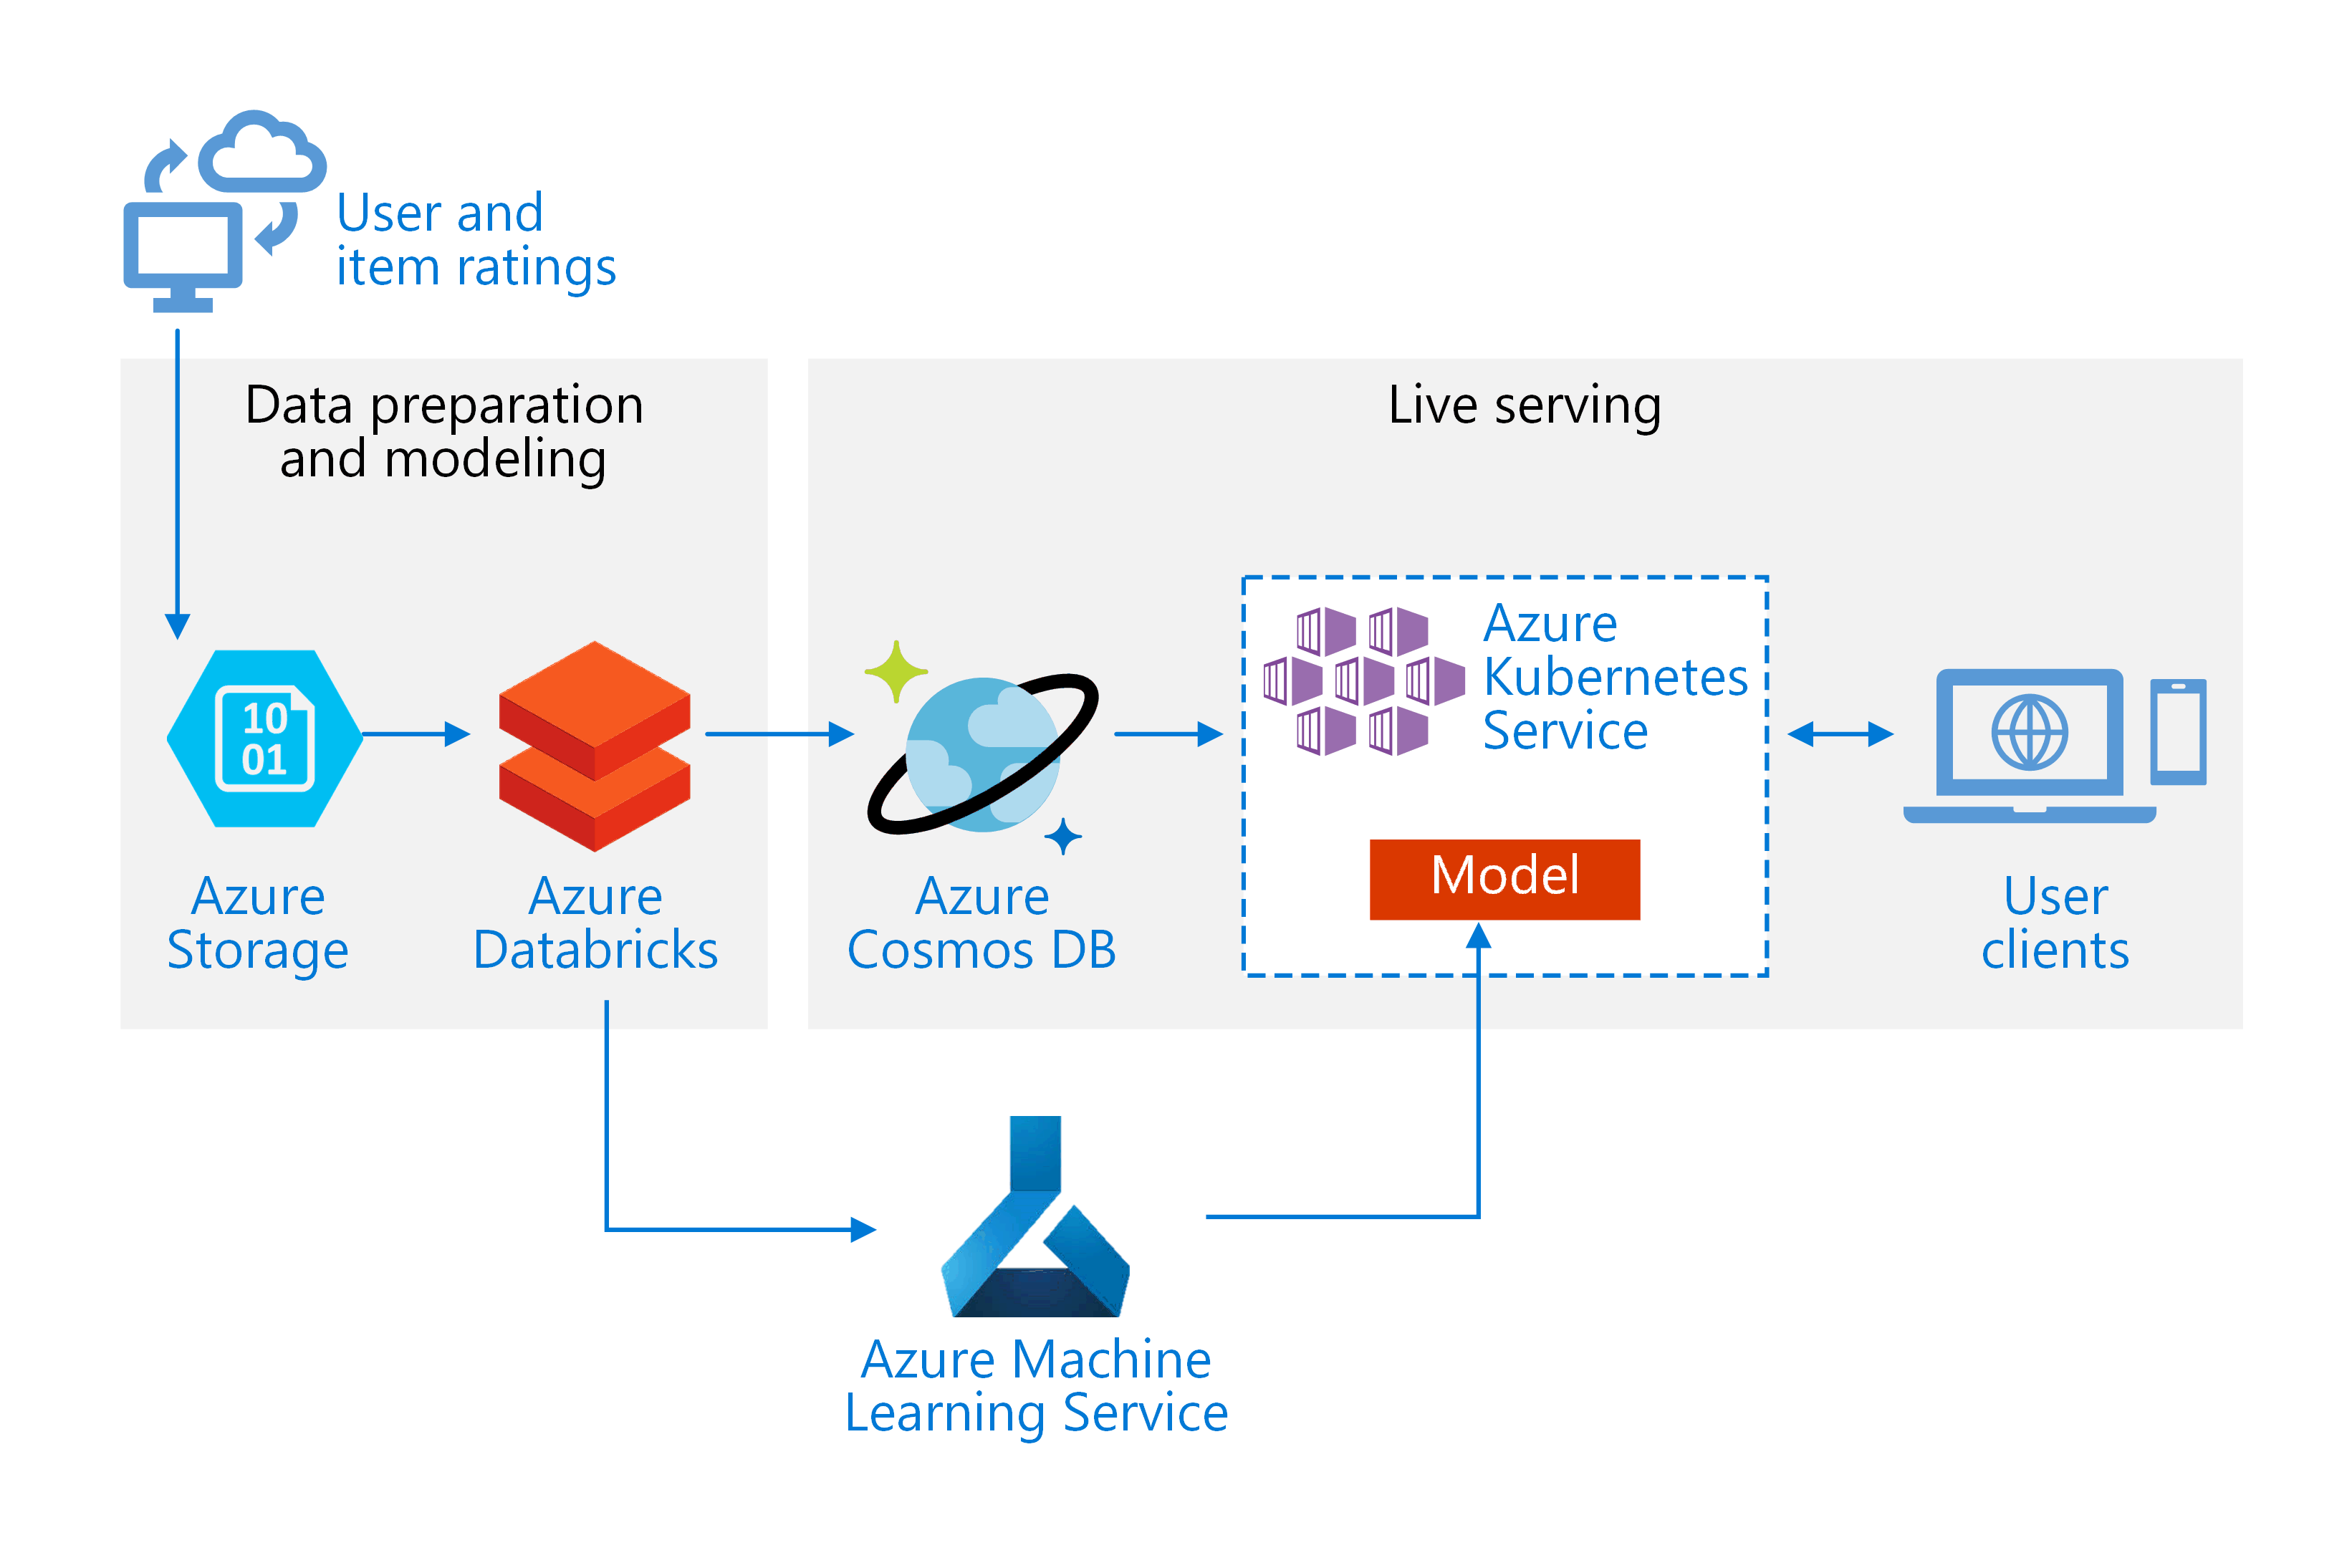 User and
item ratings
Data preparation
and modeling
Live serving
10
01
Azure
Storage
Azure
Databricks
Azure
Cosmos DB
Azure
Kubernetes
Service
Model
User
clients
Azure Machine
Learning Service